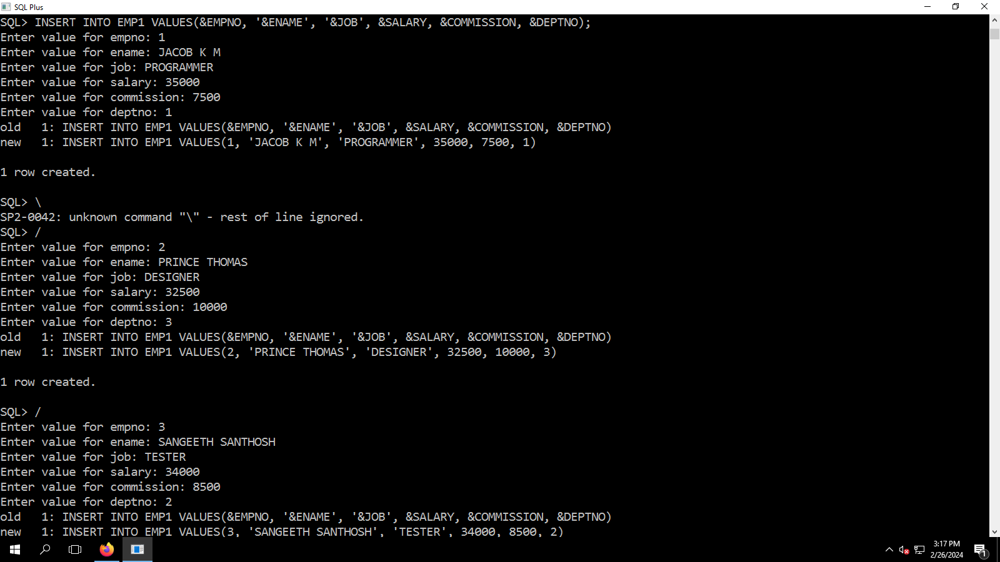 SQL Plus
SQL> INSERT INTO EMP1 VALUES(&EMPNO, '&ENAME', '&JOB', &SALARY, &COMMISSION, &DEPTNO);
Enter value for empno: 1
Enter value for ename: JACOB K M
Enter value for job: PROGRAMMER
Enter value for salary: 35000
Enter value for commission: 7500
Enter value for deptno: 1
old   1: INSERT INTO EMP1 VALUES(&EMPNO, '&ENAME', '&JOB', &SALARY, &COMMISSION, &DEPTNO)
new   1: INSERT INTO EMP1 VALUES(1, 'JACOB K M', 'PROGRAMMER', 35000, 7500, 1)
1 row created.
SQL> \
SP2-0042: unknown command "\" - rest of line ignored.
SQL> /
Enter value for empno: 2
Enter value for ename: PRINCE THOMAS
Enter value for job: DESIGNER
Enter value for salary: 32500
Enter value for commission: 10000
Enter value for deptno: 3
old   1: INSERT INTO EMP1 VALUES(&EMPNO, '&ENAME', '&JOB', &SALARY, &COMMISSION, &DEPTNO)
new   1: INSERT INTO EMP1 VALUES(2, 'PRINCE THOMAS', 'DESIGNER', 32500, 10000, 3)
1 row created.
SQL> /
Enter value for empno: 3
Enter value for ename: SANGEETH SANTHOSH
Enter value for job: TESTER
Enter value for salary: 34000
Enter value for commission: 8500
Enter value for deptno: 2
old   1: INSERT INTO EMP1 VALUES(&EMPNO, '&ENAME', '&JOB', &SALARY, &COMMISSION, &DEPTNO)
new   1: INSERT INTO EMP1 VALUES(3, 'SANGEETH SANTHOSH', 'TESTER', 34000, 8500, 2)
3:17 PM
2/26/2024
1